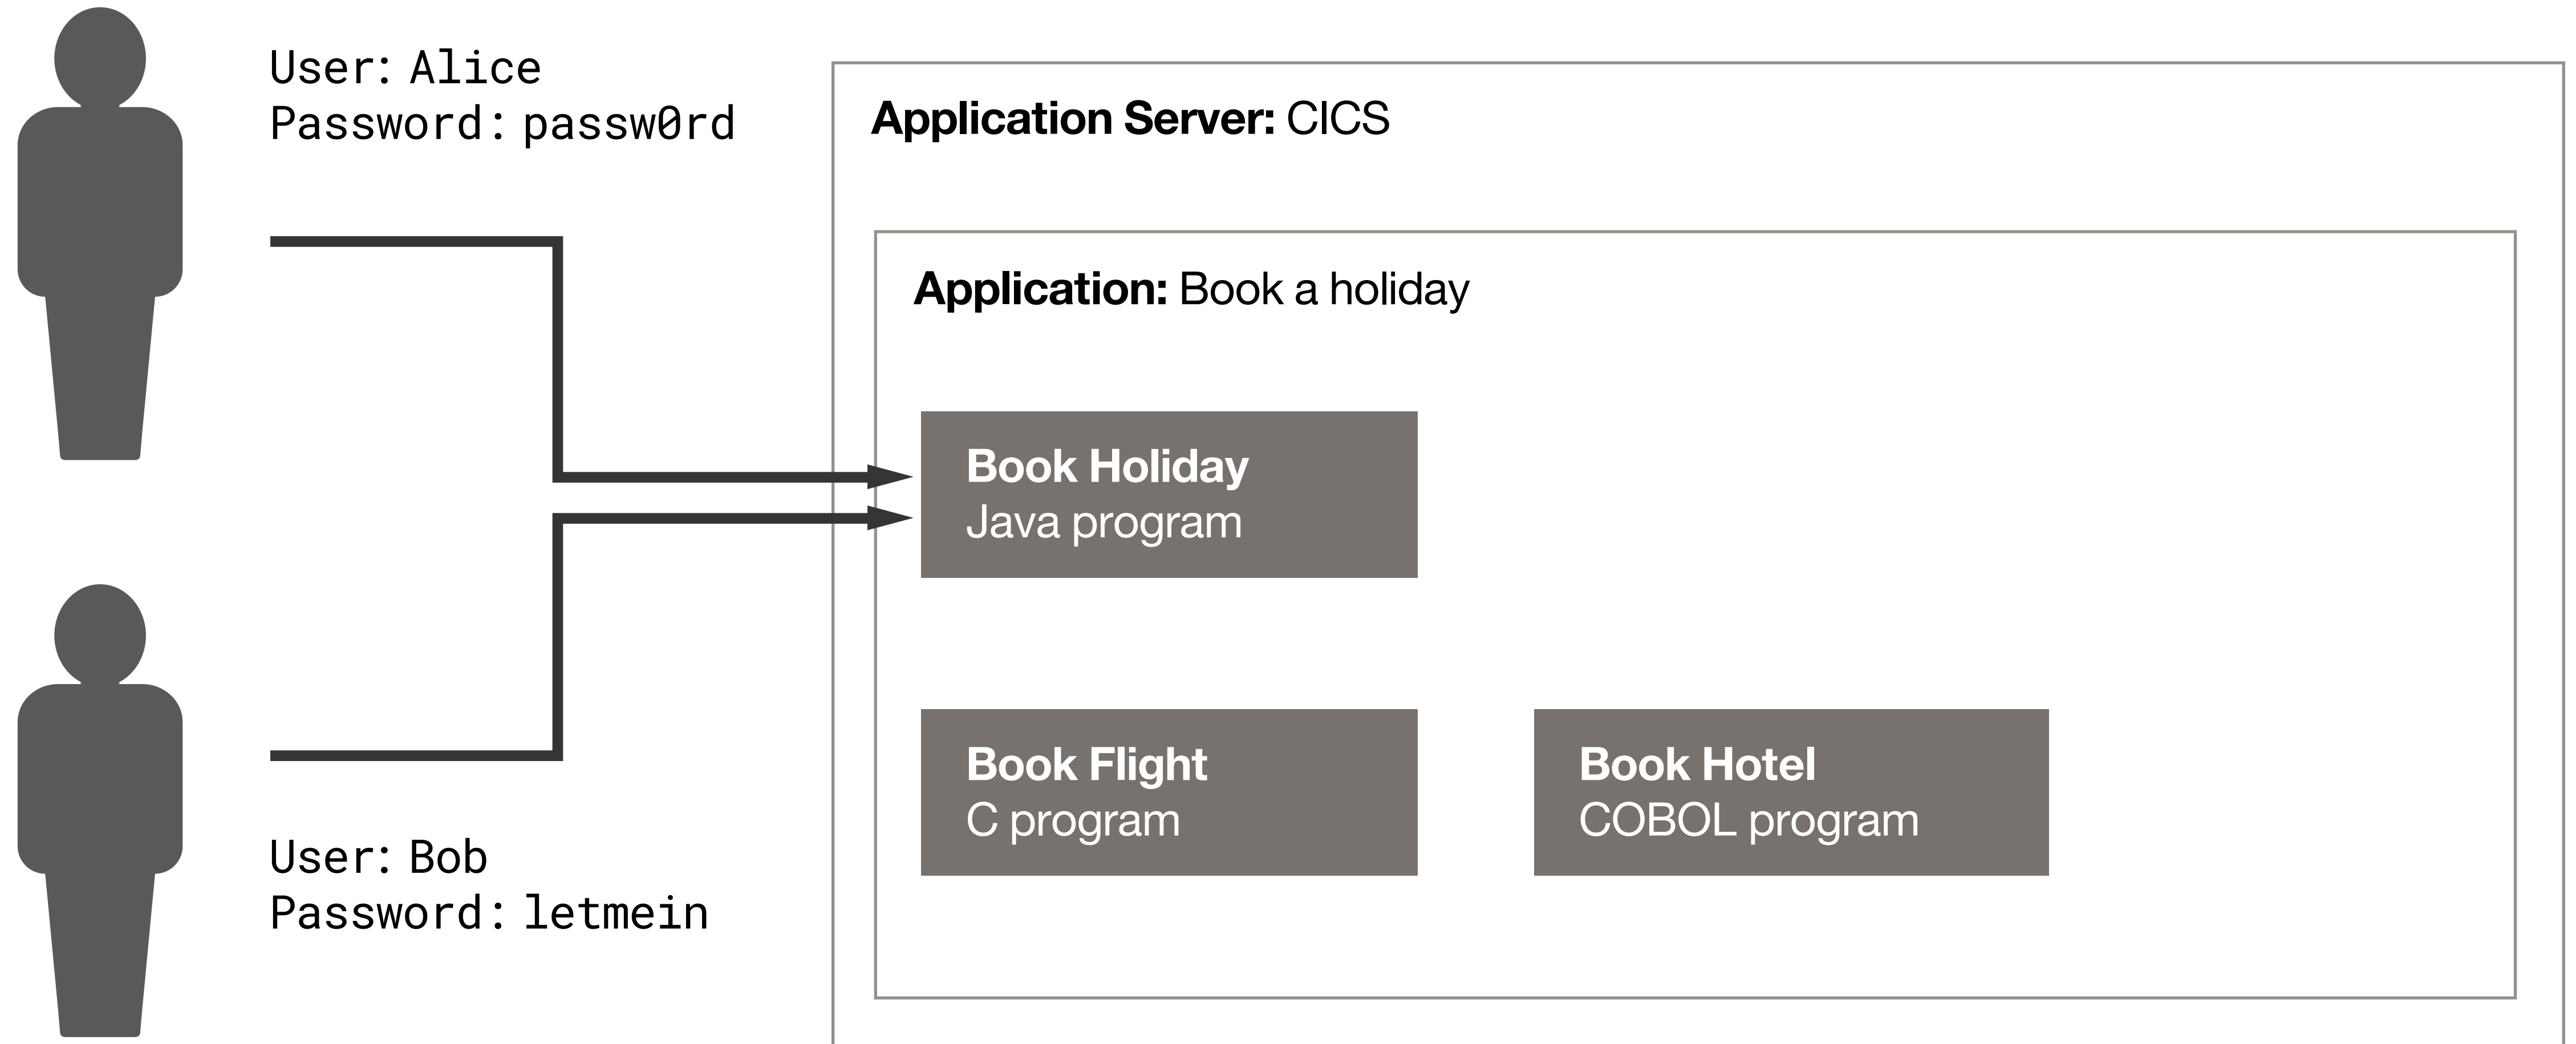 User: Alice
Password: passw0rd
Application Server: CICS
Application: Book a holiday
Book Holiday
Java program
Book Flight
C program
Book Hotel
COBOL program
User: Bob
Password: letmein